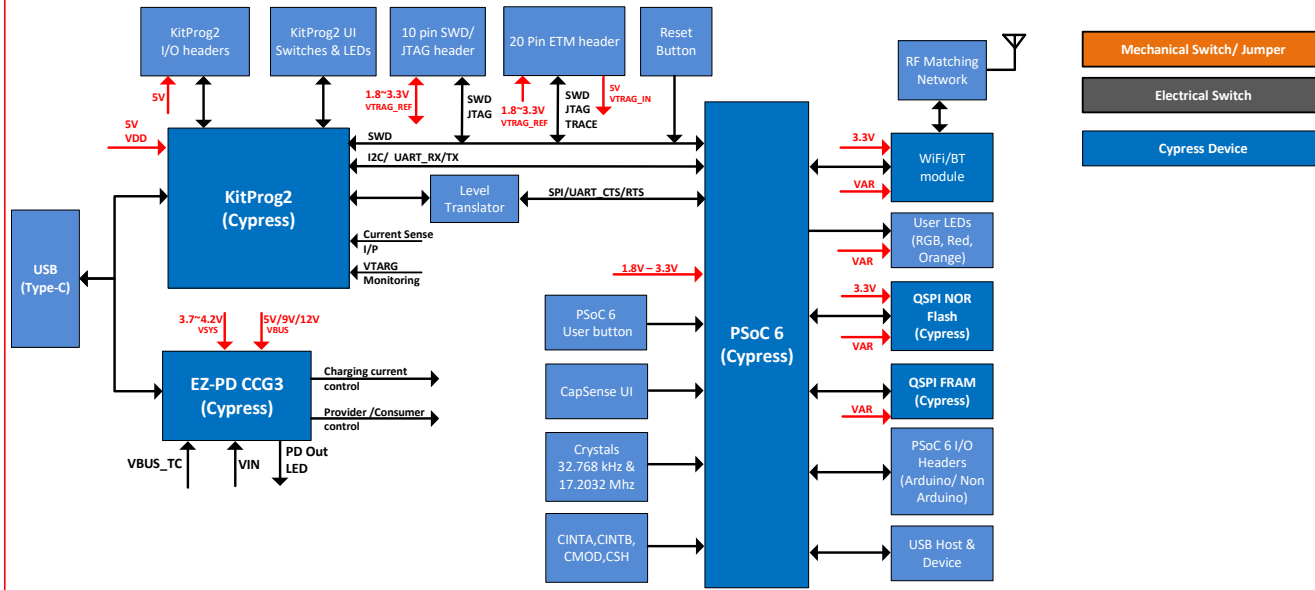 KitProg2
I/O headers
KitProg2 UI
Switches & LEDs
10 pin SWD/
JTAG header
20 Pin ETM header
Reset
Button
RF Matching
Network
Mechanical Switch/ Jumper
Electrical Switch
Cypress Device
5V
1.8~3.3V
VTRAG_REF
SWD
JTAG
1.8~3.3V
VTRAG_REF
SWD
JTAG
TRACE
5V
VTRAG_IN
5V
VDD
KitProg2
(Cypress)
SWD
I2C/ UART_RX/TX
Level
Translator
SPI/UART_CTS/RTS
Current Sense
I/P
VTARG
Monitoring
USB
(Type-C)
3.7~4.2V
VSYS
5V/9V/12V
VBUS
EZ-PD CCG3
(Cypress)
Charging current
control
Provider /Consumer
control
VBUS_TC
VIN
PD Out
LED
1.8V – 3.3V
PSoC 6
User button
CapSense UI
Crystals
32.768 kHz &
17.2032 Mhz
CINTA,CINTB,
CMOD,CSH
PSoC 6
(Cypress)
3.3V
VAR
WiFi/BT
module
VAR
User LEDs
(RGB, Red,
Orange)
3.3V
VAR
QSPI NOR
Flash
(Cypress)
VAR
QSPI FRAM
(Cypress)
PSoC 6 I/O
Headers
(Arduino/ Non
Arduino)
USB Host &
Device